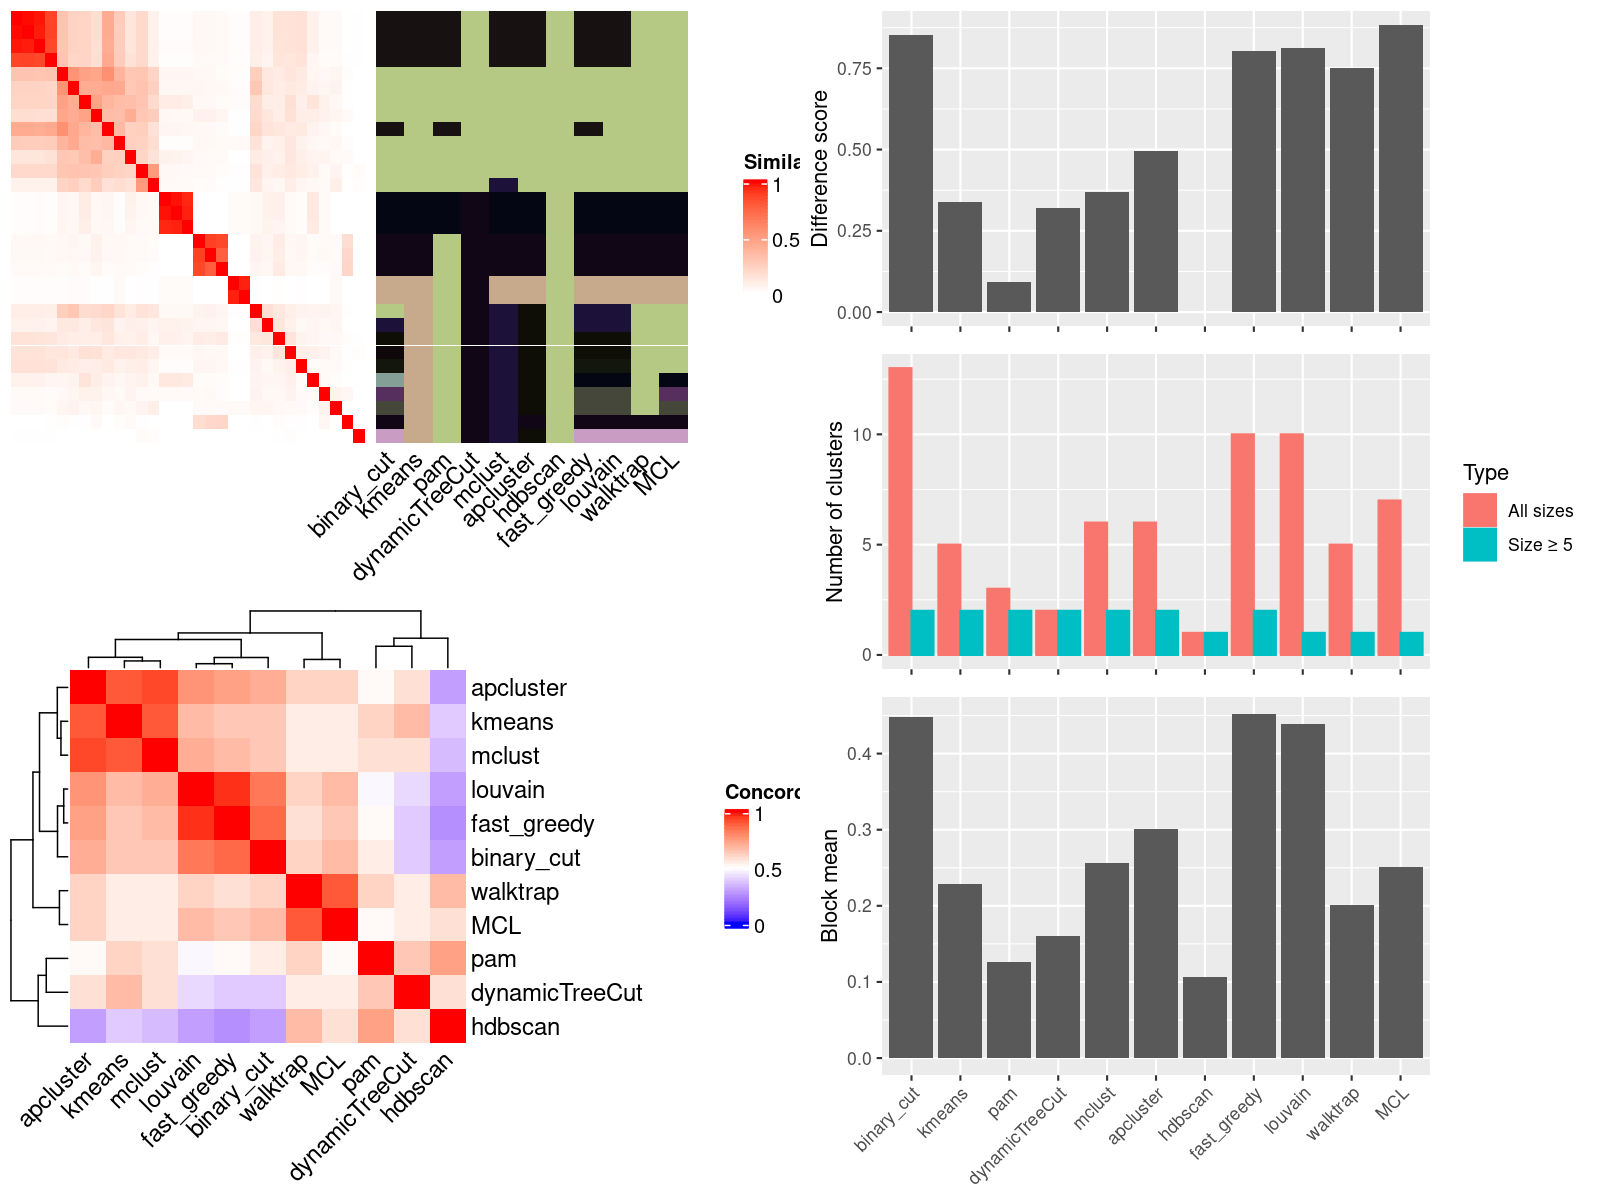 Simila
1
0.5
0
binary_cut
kmeans
pam
dynamicTreeCut
mclust
apcluster
hdbscan
fast_greedy
louvain
walktrap
MCL
apcluster
kmeans
mclust
louvain
fast_greedy
binary_cut
walktrap
MCL
pam
dynamicTreeCut
hdbscan
apcluster
kmeans
mclust
louvain
fast_greedy
binary_cut
walktrap
MCL
pam
dynamicTreeCut
hdbscan
Concord
1
0.5
0
Difference score
0.75
0.50
0.25
0.00
Number of clusters
10
5
0
Type
All sizes
Size ≥ 5
Block mean
0.4
0.3
0.2
0.1
0.0
binary_cut
kmeans
pam
dynamicTreeCut
mclust
apcluster
hdbscan
fast_greedy
louvain
walktrap
MCL